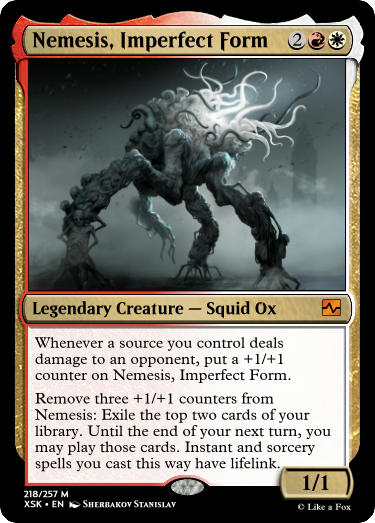 Nemesis, Imperfect Form 2
Legendary Creature — Squid Ox
Whenever a source you control deals
damage to an opponent, put a +1/+1
counter on Nemesis, Imperfect Form.
Remove three +1/+1 counters from
Nemesis: Exile the top two cards of your
library. Until the end of your next turn, you
may play those cards. Instant and sorcery
spells you cast this way have lifelink.
1/1
218/257 M
XSK • EN Sherbakov Stanislav
© Like a Fox